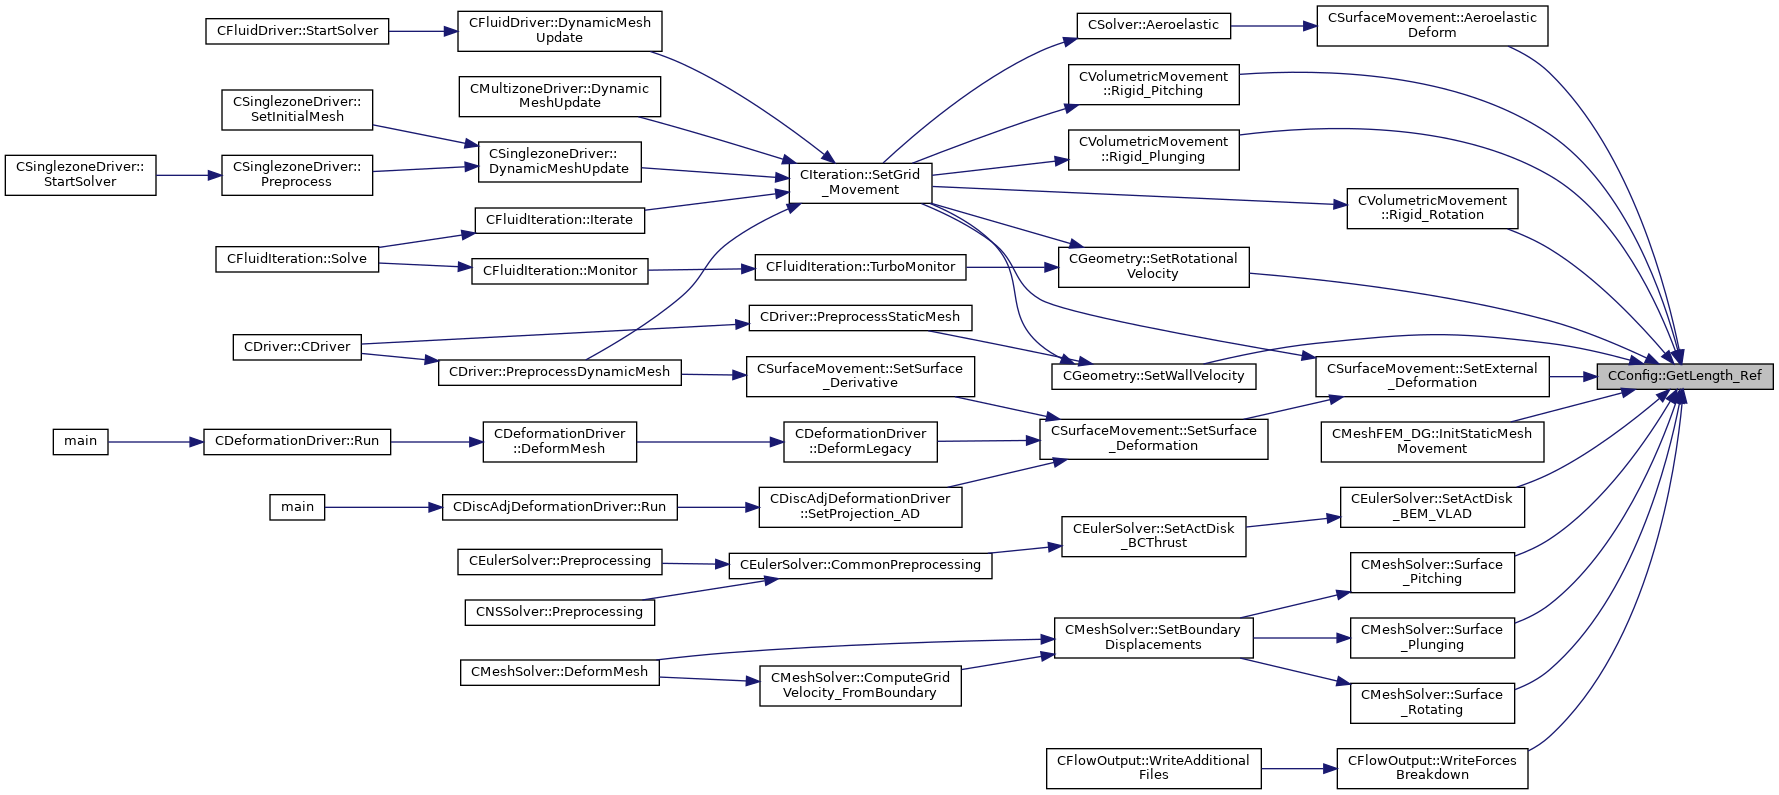 CSinglezoneDriver::
StartSolver
main
CFluidDriver::StartSolver
CSinglezoneDriver::
SetInitialMesh
CSinglezoneDriver::
Preprocess
CFluidIteration::Solve
CDriver::CDriver
CDeformationDriver::Run
main
CFluidDriver::DynamicMesh
Update
CMultizoneDriver::Dynamic
MeshUpdate
CSinglezoneDriver::
DynamicMeshUpdate
CFluidIteration::Iterate
CFluidIteration::Monitor
CDriver::PreprocessDynamicMesh
CDeformationDriver
::DeformMesh
CDiscAdjDeformationDriver::Run
CEulerSolver::Preprocessing
CNSSolver::Preprocessing
CMeshSolver::DeformMesh
CIteration::SetGrid
_Movement
CFluidIteration::TurboMonitor
CDriver::PreprocessStaticMesh
CSurfaceMovement::SetSurface
_Derivative
CDeformationDriver
::DeformLegacy
CDiscAdjDeformationDriver
::SetProjection_AD
CEulerSolver::CommonPreprocessing
CMeshSolver::ComputeGrid
Velocity_FromBoundary
CSolver::Aeroelastic
CVolumetricMovement
::Rigid_Pitching
CVolumetricMovement
::Rigid_Plunging
CGeometry::SetRotational
Velocity
CGeometry::SetWallVelocity
CSurfaceMovement::SetSurface
_Deformation
CEulerSolver::SetActDisk
_BCThrust
CMeshSolver::SetBoundary
Displacements
CFlowOutput::WriteAdditional
Files
CSurfaceMovement::Aeroelastic
Deform
CVolumetricMovement
::Rigid_Rotation
CSurfaceMovement::SetExternal
_Deformation
CMeshFEM_DG::InitStaticMesh
Movement
CEulerSolver::SetActDisk
_BEM_VLAD
CMeshSolver::Surface
_Pitching
CMeshSolver::Surface
_Plunging
CMeshSolver::Surface
_Rotating
CFlowOutput::WriteForces
Breakdown
CConfig::GetLength_Ref